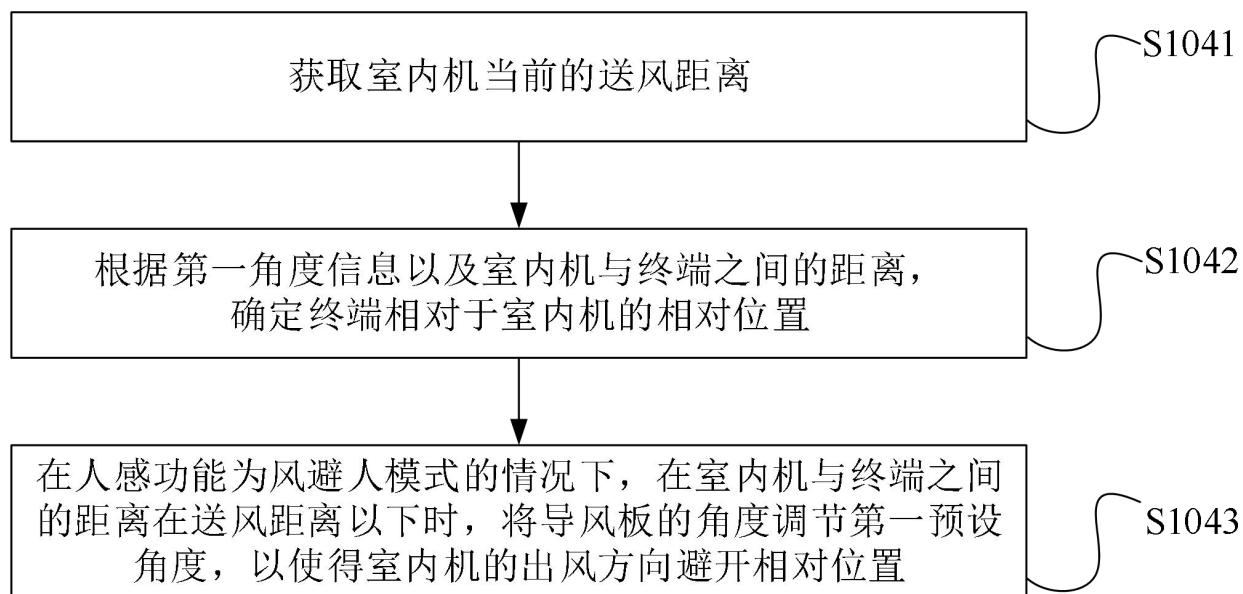 获取室内机当前的送风距离
S1041
根据第一角度信息以及室内机与终端之间的距离，
确定终端相对于室内机的相对位置
S1042
在人感功能为风避人模式的情况下，在室内机与终端之间
的距离在送风距离以下时，将导风板的角度调节第一预设
角度，以使得室内机的出风方向避开相对位置
S1043